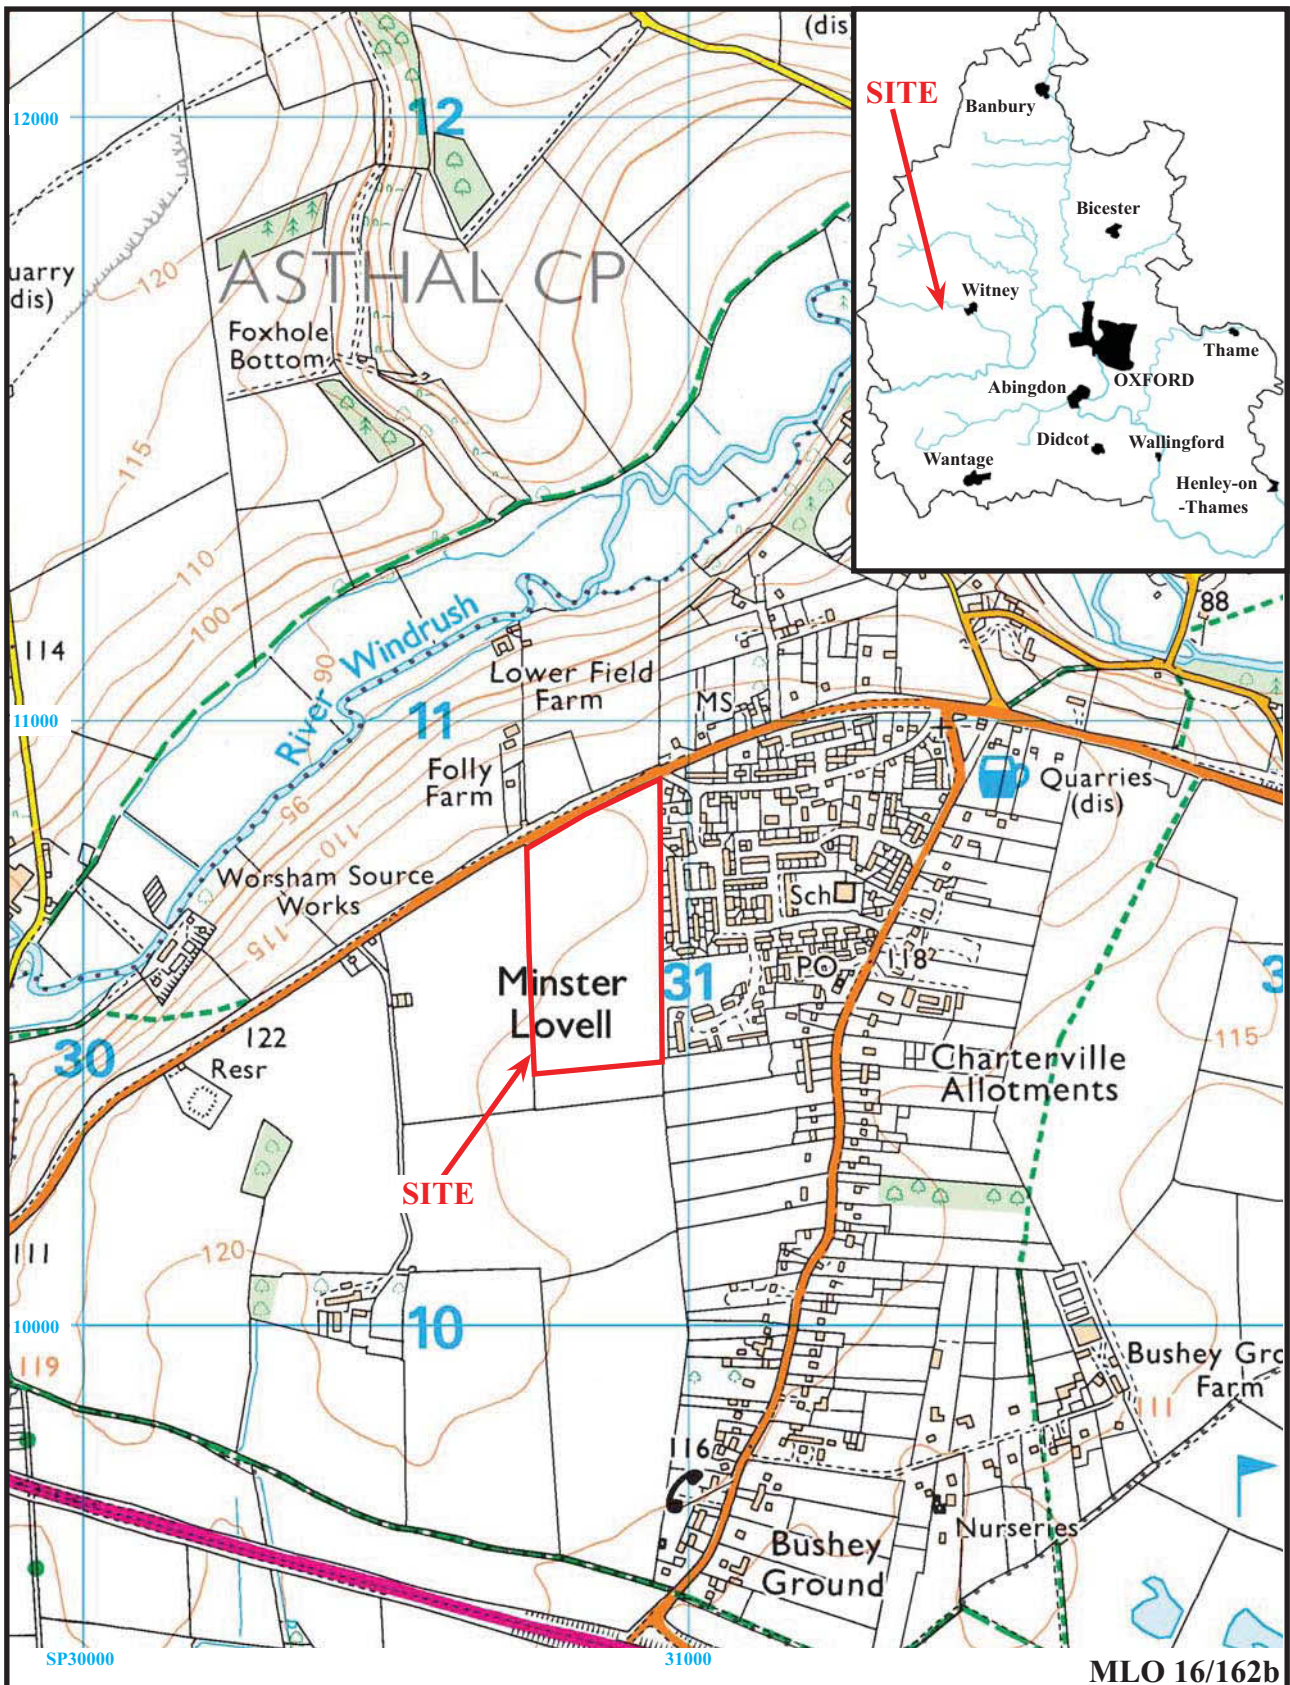 (dis
12000
12
uarry
dis)
120
ASTHAL CP
Foxhole
Bottom
115
110
100
114
River Windrush
90
Lower Field
Farm
MS
88
11000
11
Folly
Farm
Quarries
(dis)
95
110
115
Worsham Source
Works
Sch
PO
118
Minster
Lovell
31
3
30
122
Resr
115
Charterville
Allotments
SITE
111
120
10000
10
119
Bushey Gro
Farm
111
116
Nurseries
Bushey
Ground
SP30000
31000
MLO 16/162b
SITE
Banbury
Bicester
Witney
Thame
OXFORD
Abingdon
Didcot
Wallingford
Wantage
Henley-on
-Thames